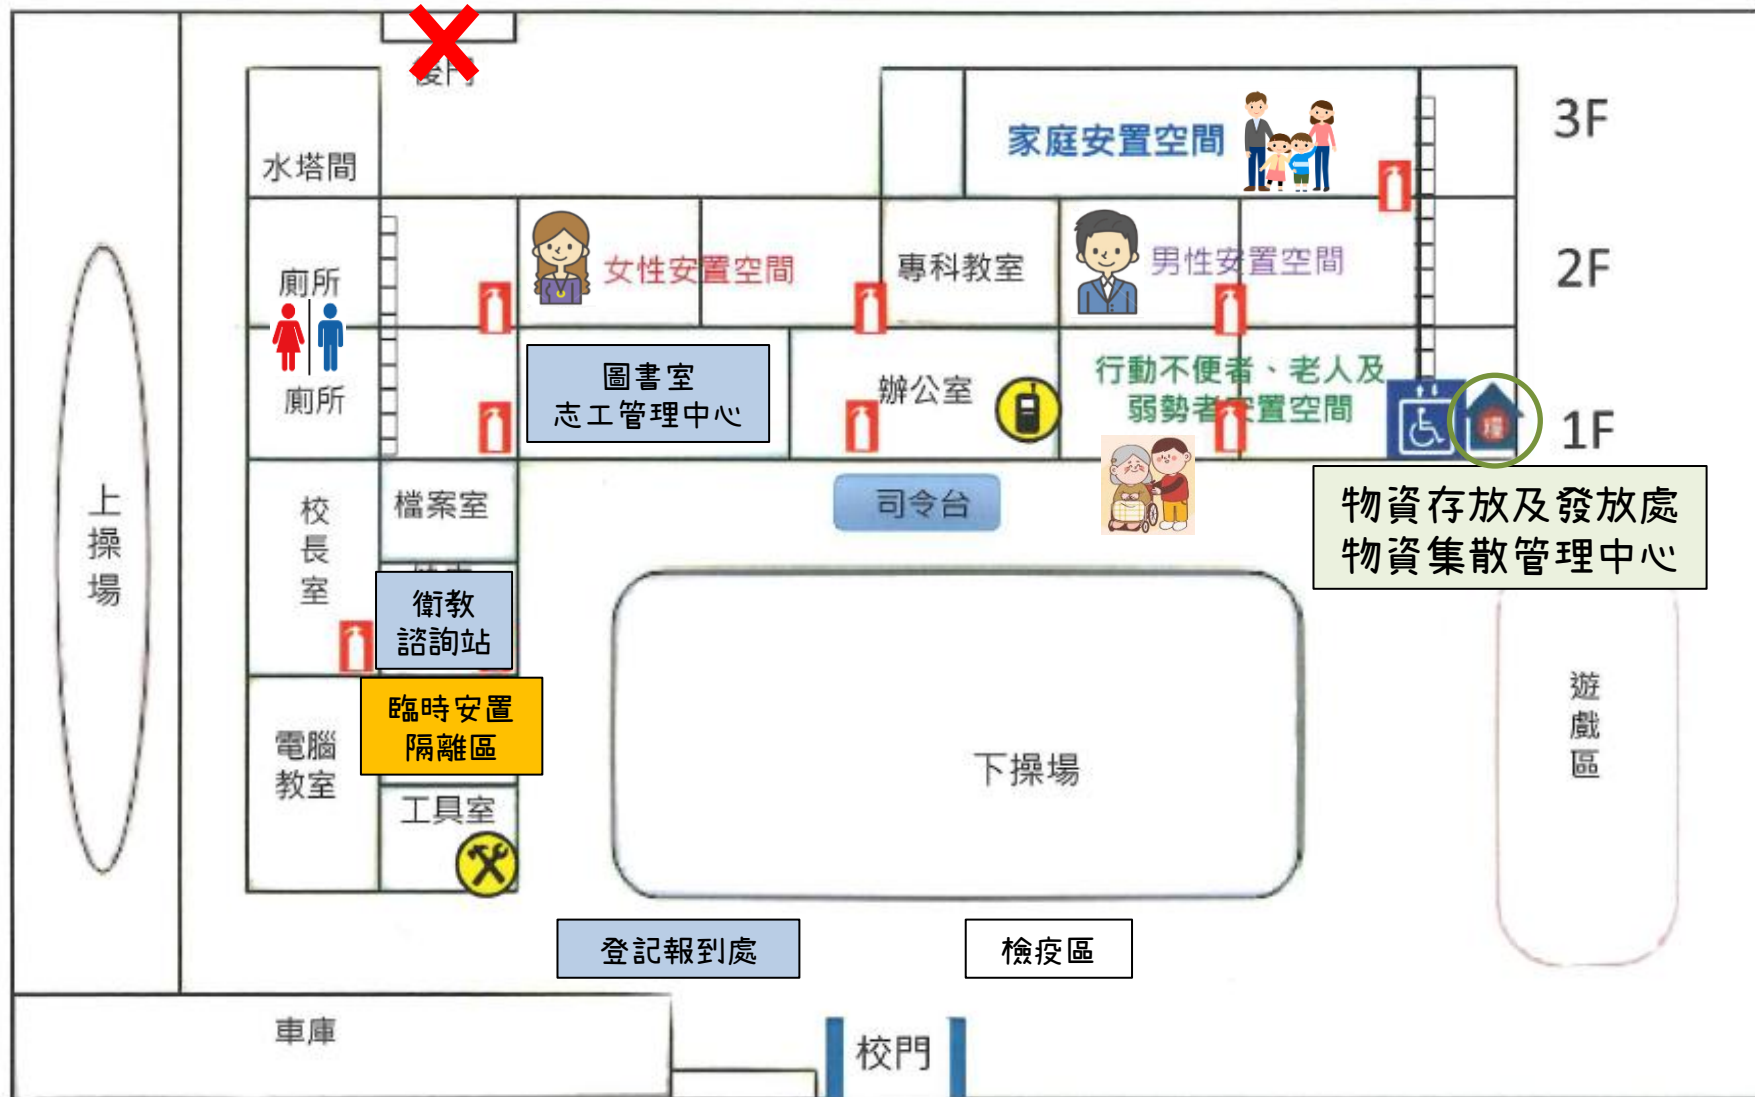 後門
3F
家庭安置空間
水塔間
2F
廁所
女性安置空間
專科教室
男性安置空間
1F
廁所
圖書室
志工管理中心
辦公室
行動不便者、老人及
弱勢者安置空間
糧
物資存放及發放處
物資集散管理中心
上
操
場
校
長
室
檔案室
司令台
衛教
諮詢站
臨時安置
隔離區
電腦
教室
工具室
下操場
遊
戲
區
登記報到處
檢疫區
車庫
校門